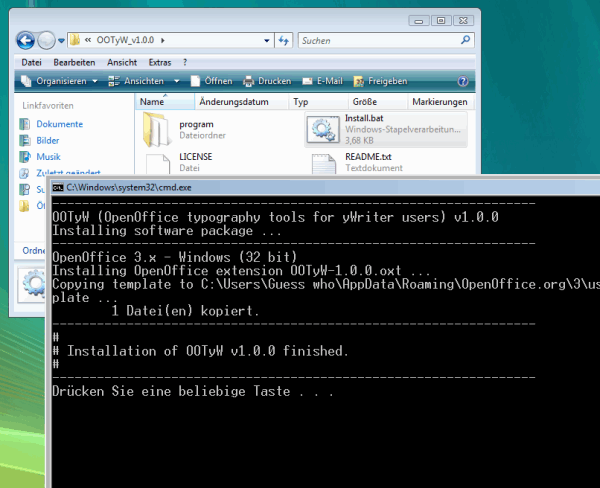 « OOTyW_v1.0.0
Suchen
Datei Bearbeiten Ansicht Extras ?
Organisieren Ansichten Öffnen Drucken E-Mail Freigeben
Linkfavoriten
Name Änderungsdatum Typ Größe Markierungen
Dokumente
Bilder
Musik
Zuletzt geändert
program
Dateiordner
Install.bat
Windows-Stapelverarbeitun...
3,68 KB
LICENSE
Datei
README.txt
Textdokument
Su
Ordne
C:\Windows\system32\cmd.exe
----------------------------------------------------------
OOTyW (OpenOffice typography tools for yWriter users) v1.0.0
Installing software package ...
----------------------------------------------------------
OpenOffice 3.x - Windows (32 bit)
Installing OpenOffice extension OOTyW-1.0.0.oxt ...
Copying template to C:\Users\Guess who\AppData\Roaming\OpenOffice.org\3\us
plate ...
1 Datei(en) kopiert.
----------------------------------------------------------
#
# Installation of OOTyW v1.0.0 finished.
#
----------------------------------------------------------
Drücken Sie eine beliebige Taste . . .